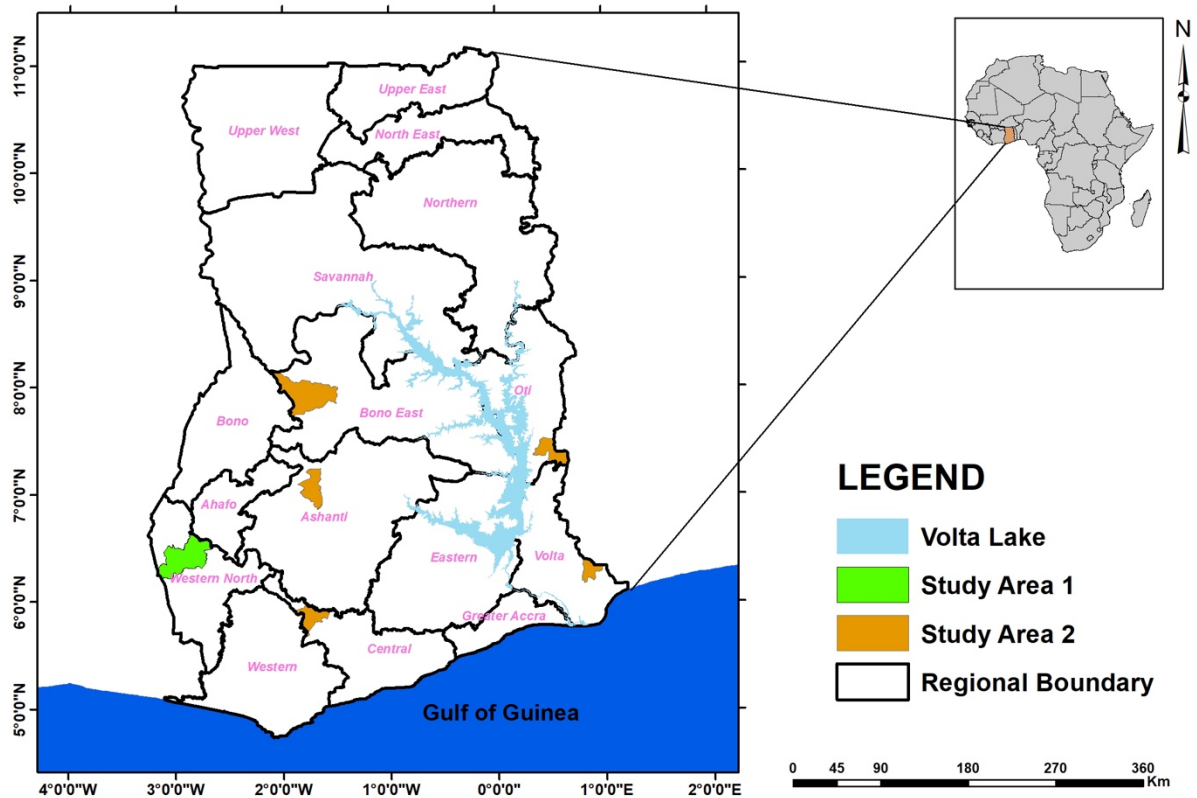 N
11°0'0"N
10°0'0"N
9°0'0"N
8°0'0"N
7°0'0"N
6°0'0"N
5°0'0"N
Upper East
Upper West
North East
Northern
Savannah
Oti
Bono
Bono East
Ahafo
Ashanti
Eastern
Volta
Western North
Greater Accra
Central
Western
Gulf of Guinea
4°0'0"W
3°0'0"W
2°0'0"W
1°0'0"W
0°0'0"
1°0'0"E
2°0'0"E
LEGEND
Volta Lake
Study Area 1
Study Area 2
Regional Boundary
0 45 90 180 270 360
Km